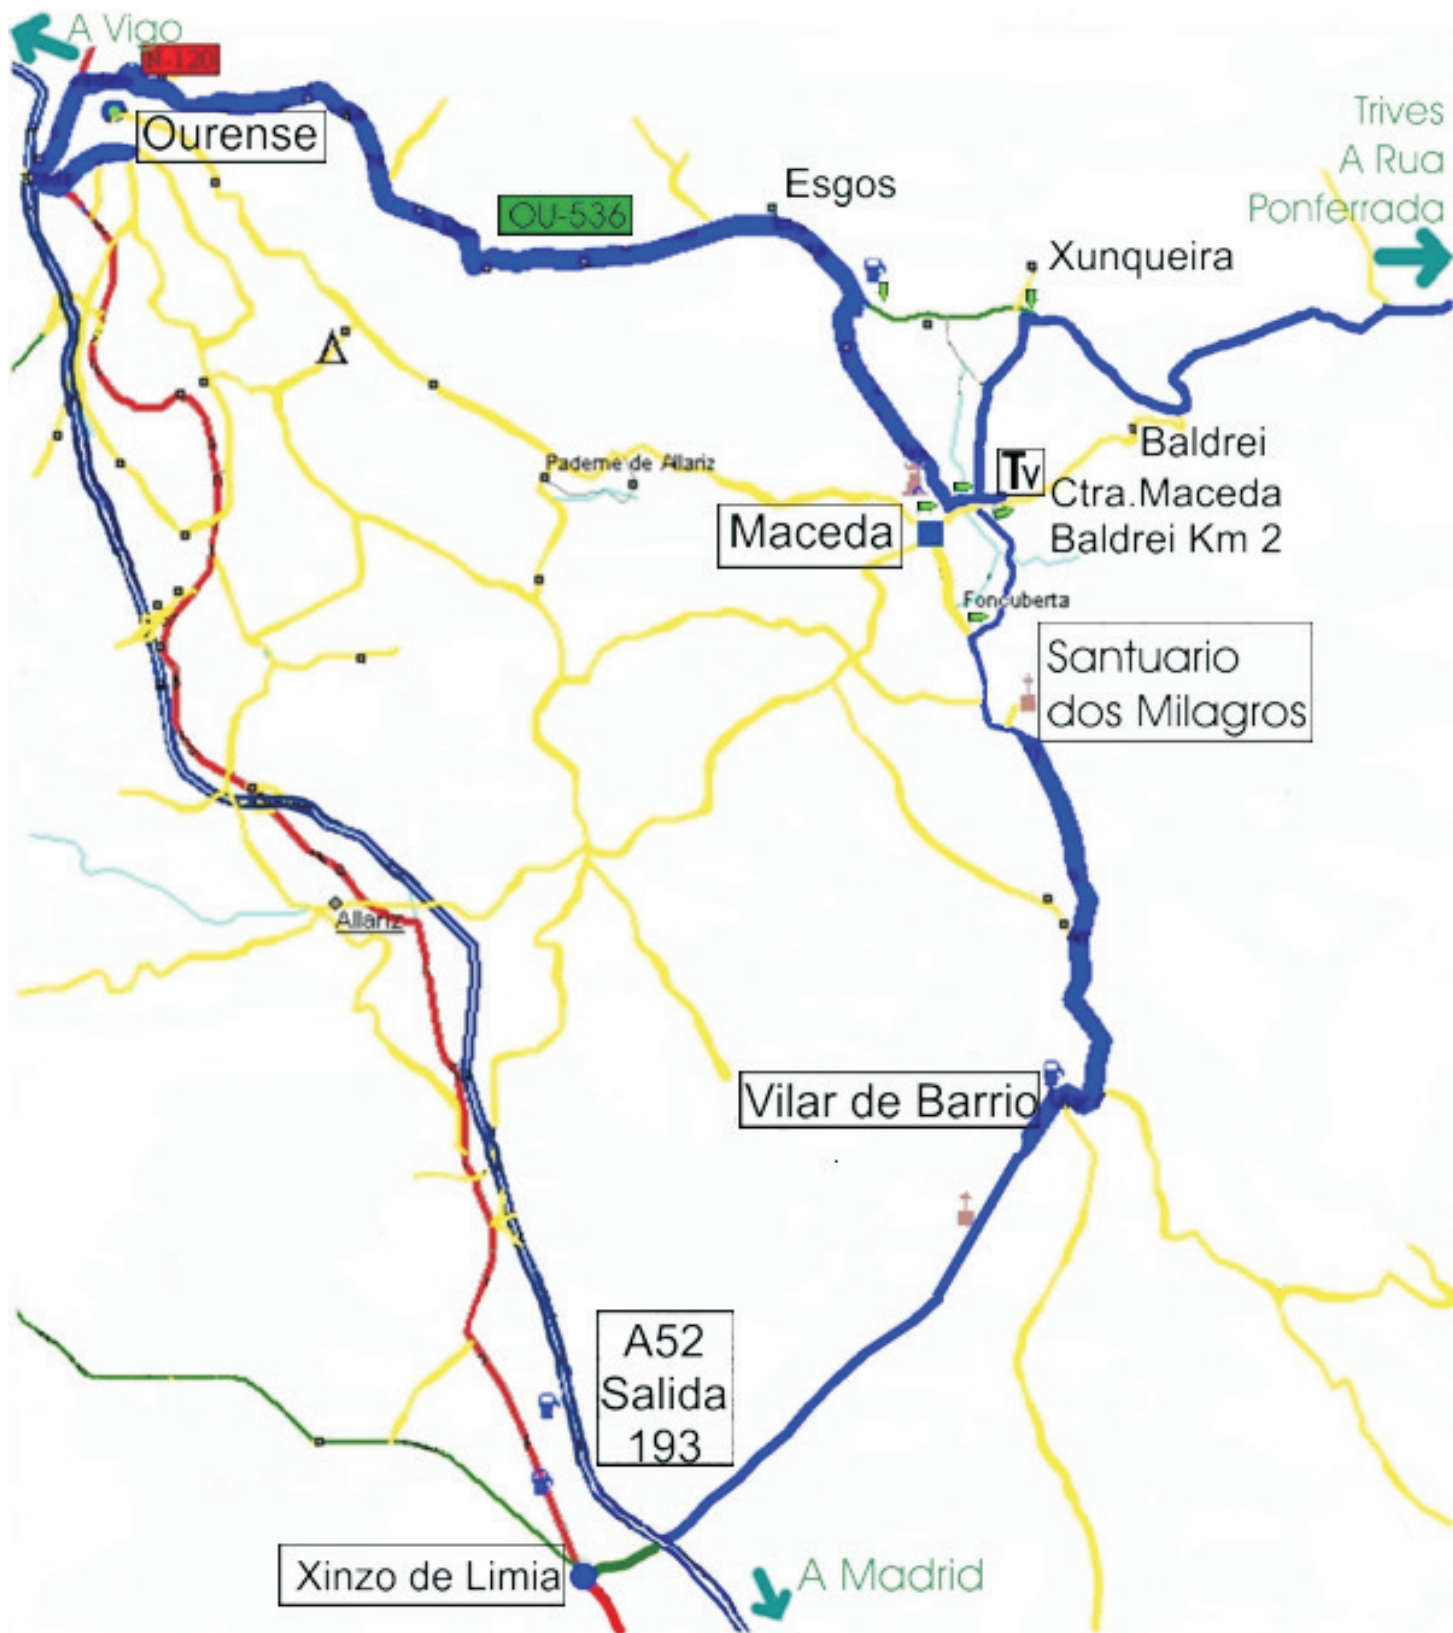 A Vigo
N-120
Ourense
Trives
A Rua
Ponferrada
Esgos
OU-536
Xunqueira
Baldrei
Paderne de Allariz
Tv
Ctra.Maceda
Baldrei Km 2
Maceda
Foncuberta
Santuario
dos Milagros
Allariz
Vilar de Barrio
A52
Salida
193
Xinzo de Limia
A Madrid